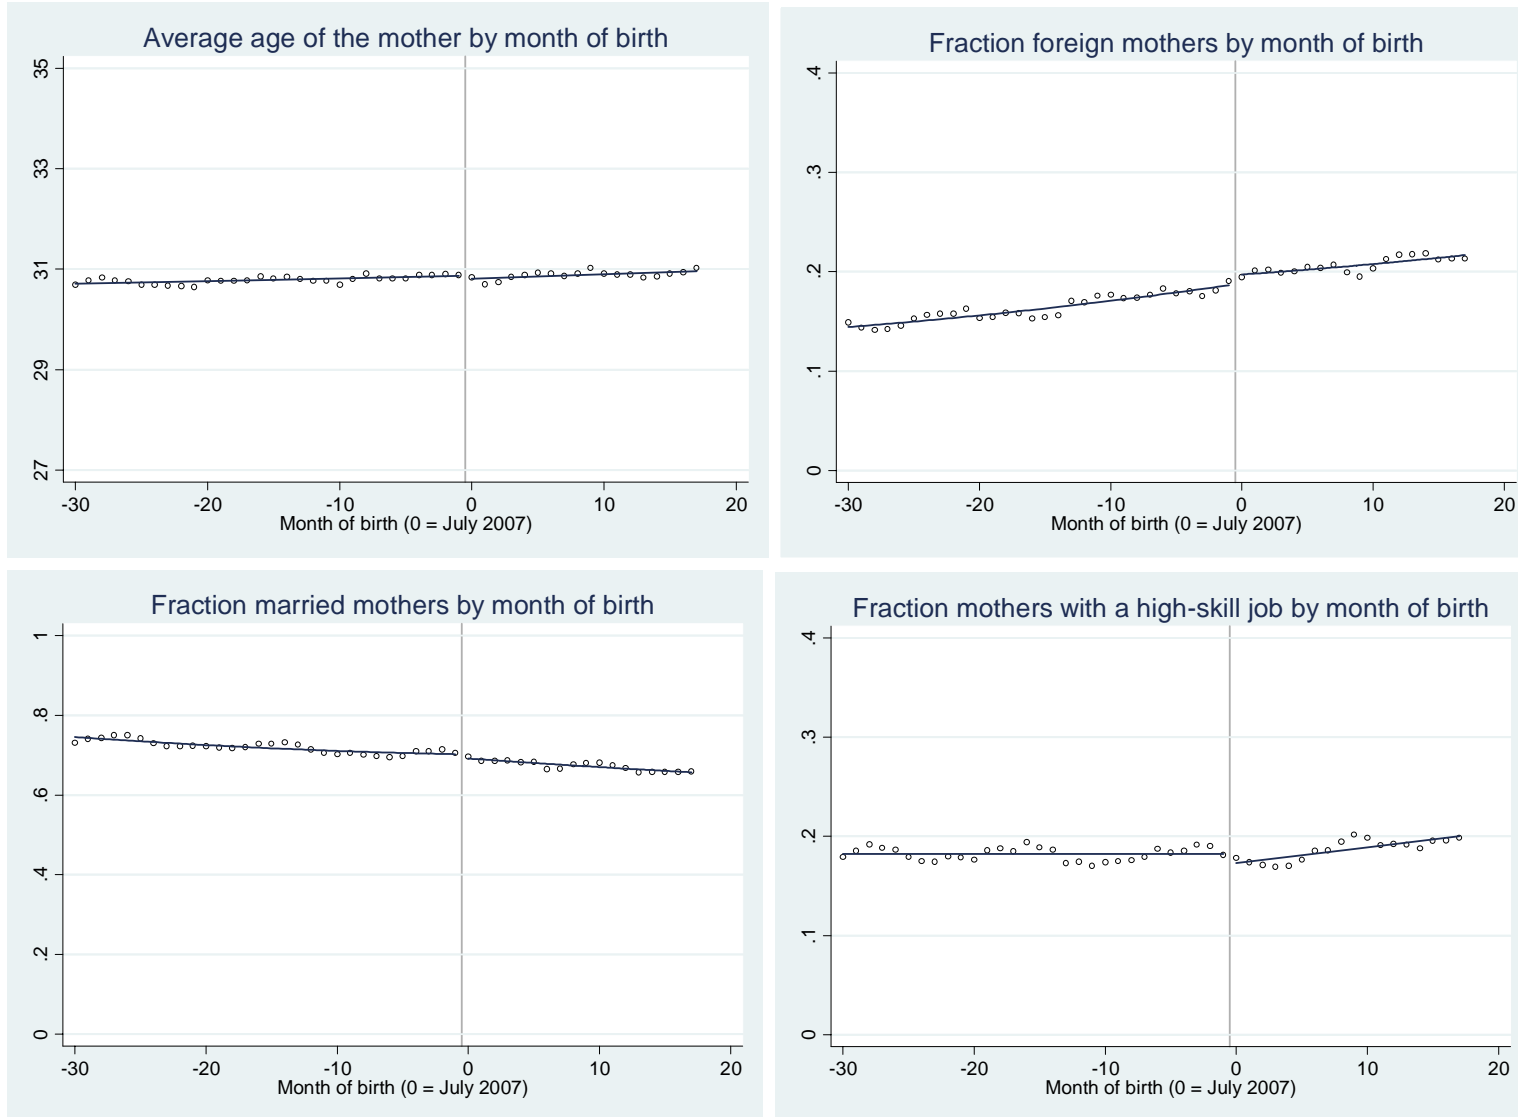 Average age of the mother by month of birth
35
33
31
29
27
-30 -20 -10 0 10 20
Month of birth (0 = July 2007)
Fraction foreign mothers by month of birth
.4
.3
.2
.1
0
-30 -20 -10 0 10 20
Month of birth (0 = July 2007)
Fraction married mothers by month of birth
1
.8
.6
.4
.2
0
-30 -20 -10 0 10 20
Month of birth (0 = July 2007)
Fraction mothers with a high-skill job by month of birth
.4
.3
.2
.1
0
-30 -20 -10 0 10 20
Month of birth (0 = July 2007)